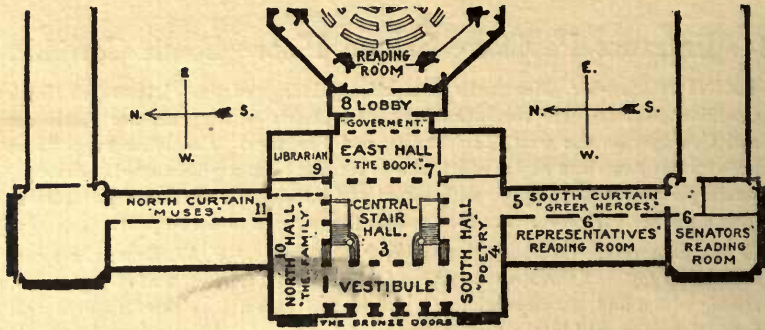 READING
ROOM
8 LOBBY
"GOVERMENT."
E
N. S.
W.
E.
N. S.
W.
LIBRARIAN
9
EAST HALL
"THE BOOK."
7
NORTH CURTAIN
"MUSES" 11
CENTRAL
STAIR
HALL.
3
5 SOUTH CURTAIN
"GREEK HEROES."
6
REPRESENTATIVES'
READING ROOM
6
SENATORS'
READING
ROOM
10
NORTH HALL
"THE FAMILY"
SOUTH HALL
"POETRY"
4
VESTIBULE
THE BRONZE DOORS